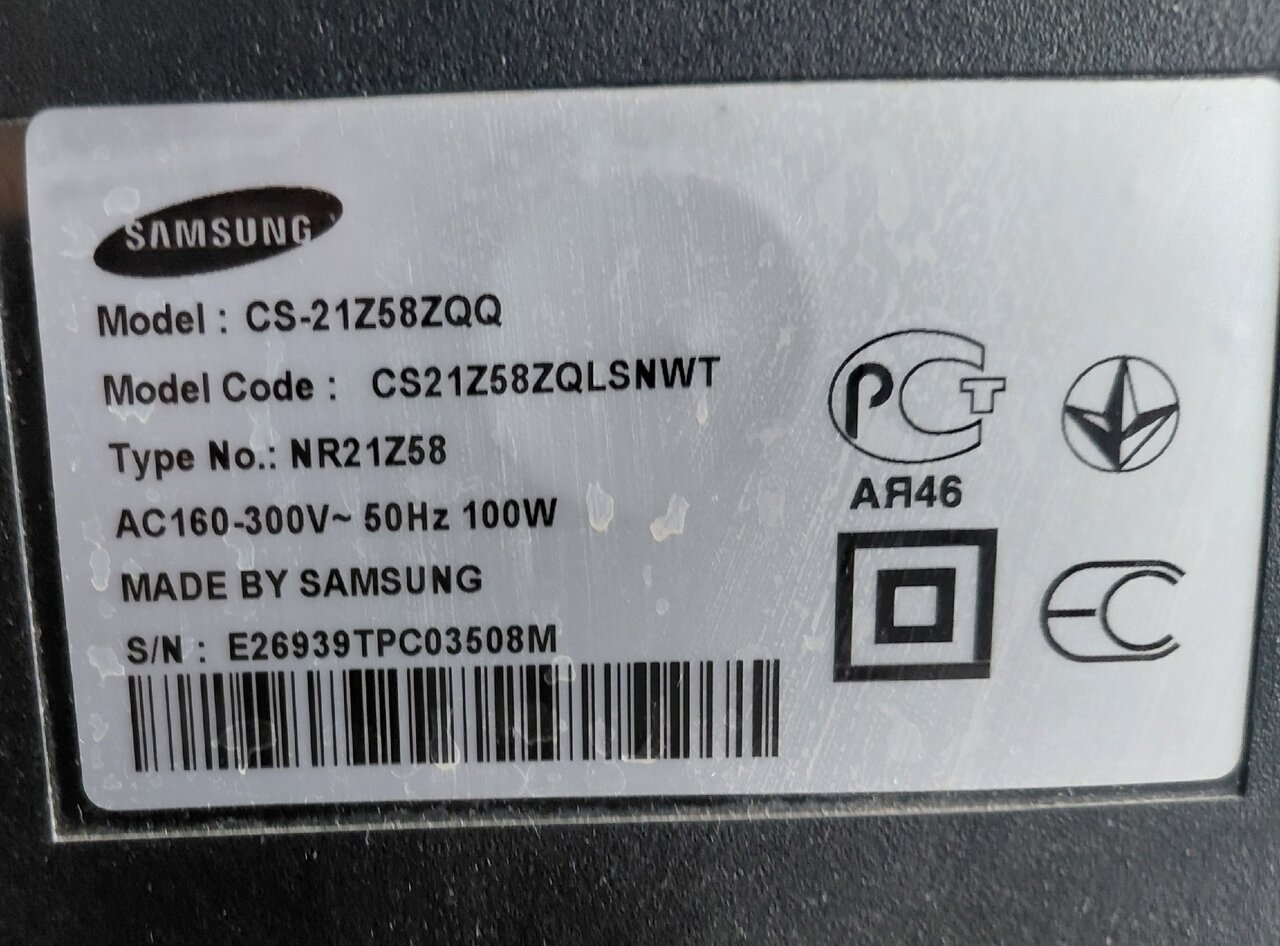 SAMSUNG
Model : CS-21Z58ZQQ
Model Code : CS21Z58ZQLSNWT
Type No.: NR21Z58
AC160-300V~ 50Hz 100W
MADE BY SAMSUNG
S/N : E26939TPC03508M
РСТ
АЯ46
EC